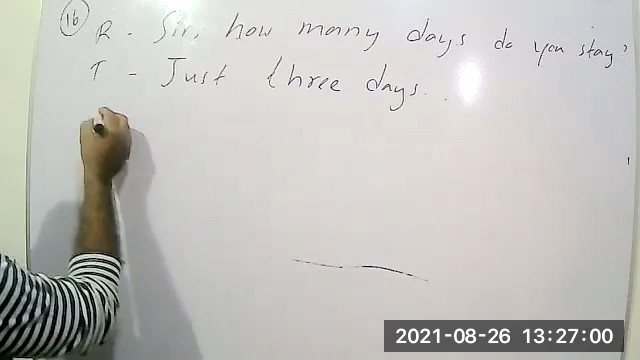 16 R - Sir, how many days do you stay?
T - Just three days.
2021-08-26 13:27:00